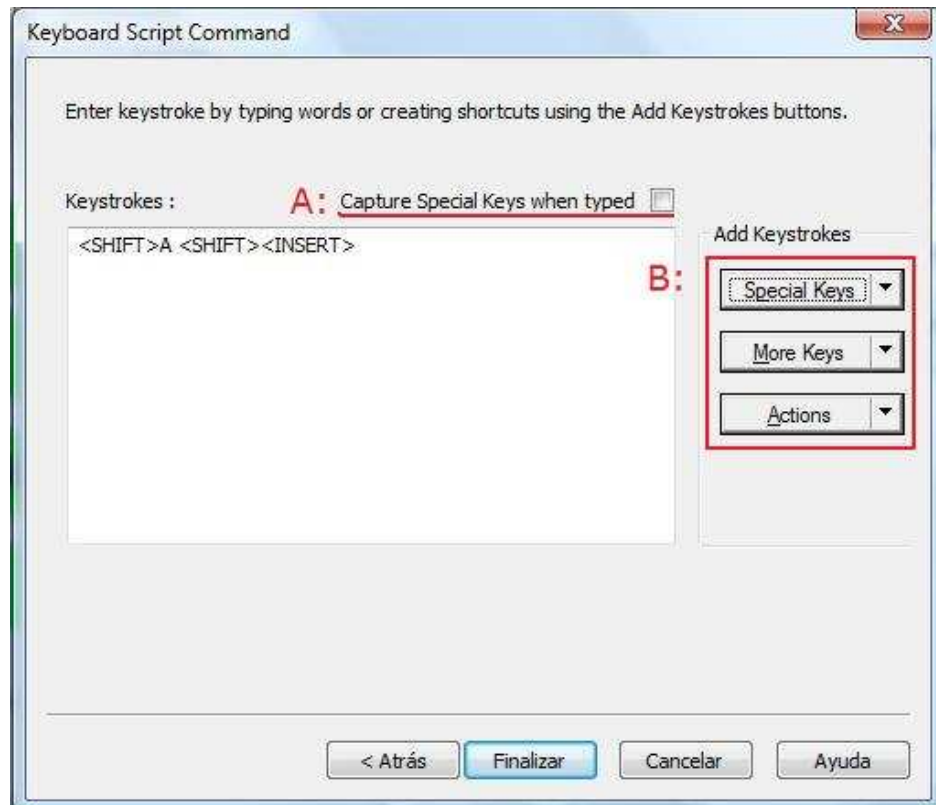 Keyboard Script Command
X
Enter keystroke by typing words or creating shortcuts using the Add Keystrokes buttons.
Keystrokes : A: Capture Special Keys when typed
<SHIFT>A <SHIFT><INSERT>
Add Keystrokes
B:
Special Keys
More Keys
Actions
< Atrás Finalizar Cancelar Ayuda